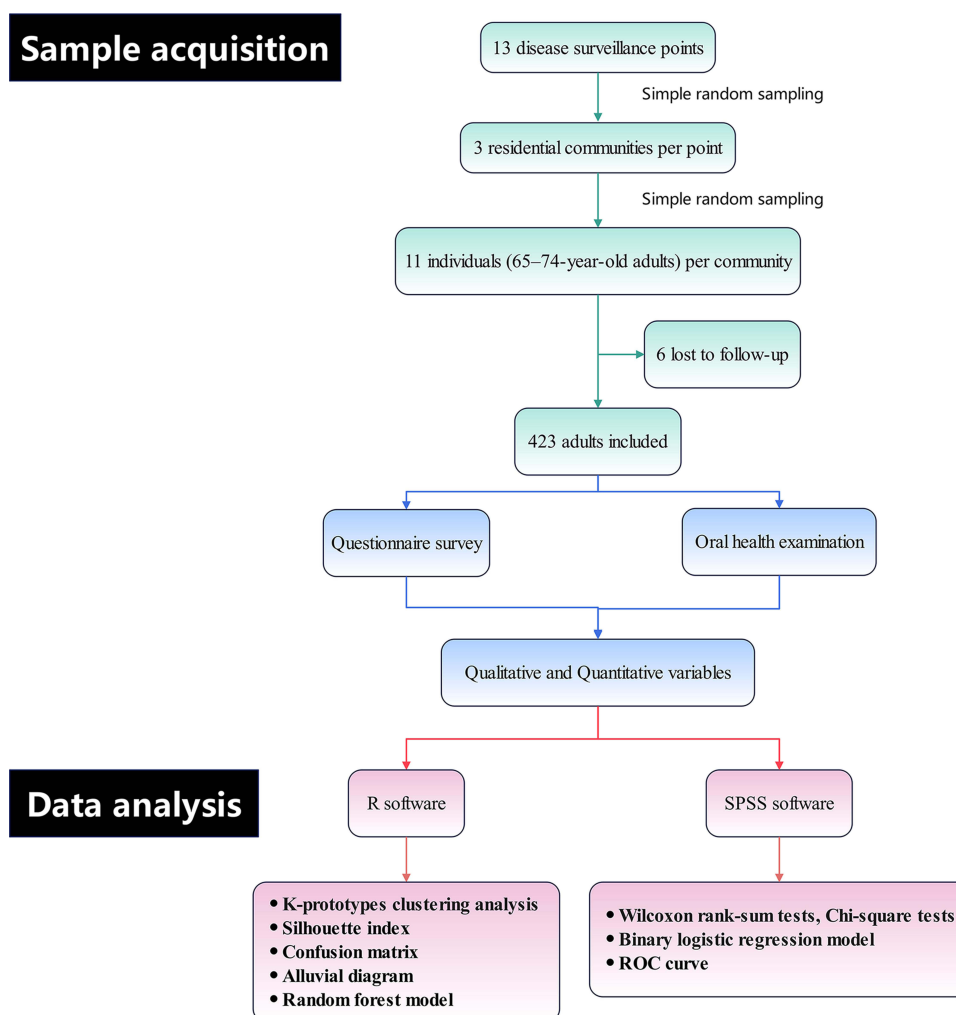 Sample acquisition
13 disease surveillance points
Simple random sampling
3 residential communities per point
Simple random sampling
11 individuals (65–74-year-old adults) per community
6 lost to follow-up
423 adults included
Questionnaire survey
Oral health examination
Qualitative and Quantitative variables
Data analysis
R software
SPSS software
• K-prototypes clustering analysis
• Silhouette index
• Confusion matrix
• Alluvial diagram
• Random forest model
• Wilcoxon rank-sum tests, Chi-square tests
• Binary logistic regression model
• ROC curve